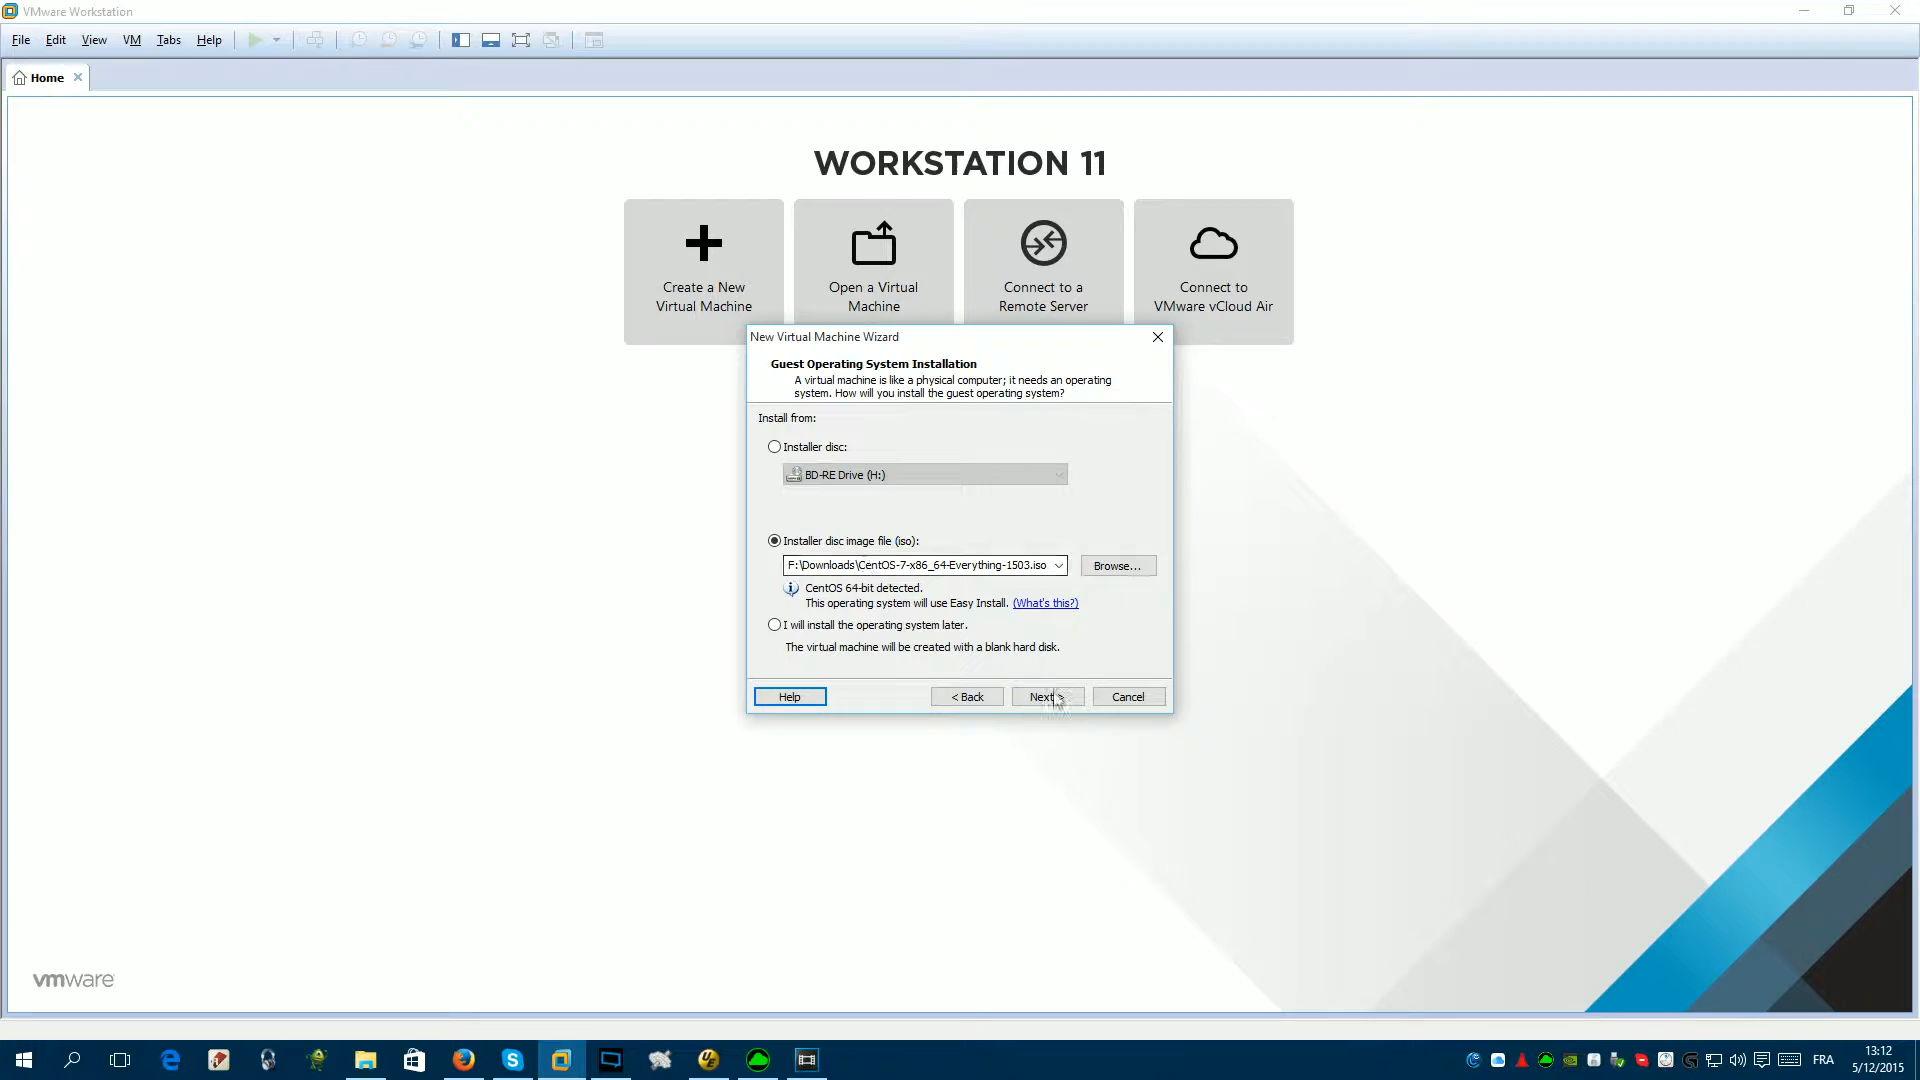 VMware Workstation
File Edit View VM Tabs Help
Home
WORKSTATION 11
Create a New
Virtual Machine
Open a Virtual
Machine
Connect to a
Remote Server
Connect to
VMware vCloud Air
New Virtual Machine Wizard
Guest Operating System Installation
A virtual machine is like a physical computer; it needs an operating
system. How will you install the guest operating system?
Install from:
Installer disc:
BD-RE Drive (H:)
Installer disc image file (iso):
F:\Downloads\CentOS-7-x86_64-Everything-1503.iso
Browse...
CentOS 64-bit detected.
This operating system will use Easy Install. (What's this?)
I will install the operating system later.
The virtual machine will be created with a blank hard disk.
Help
< Back
Next >
Cancel
vmware
FRA
13:12
5/12/2015